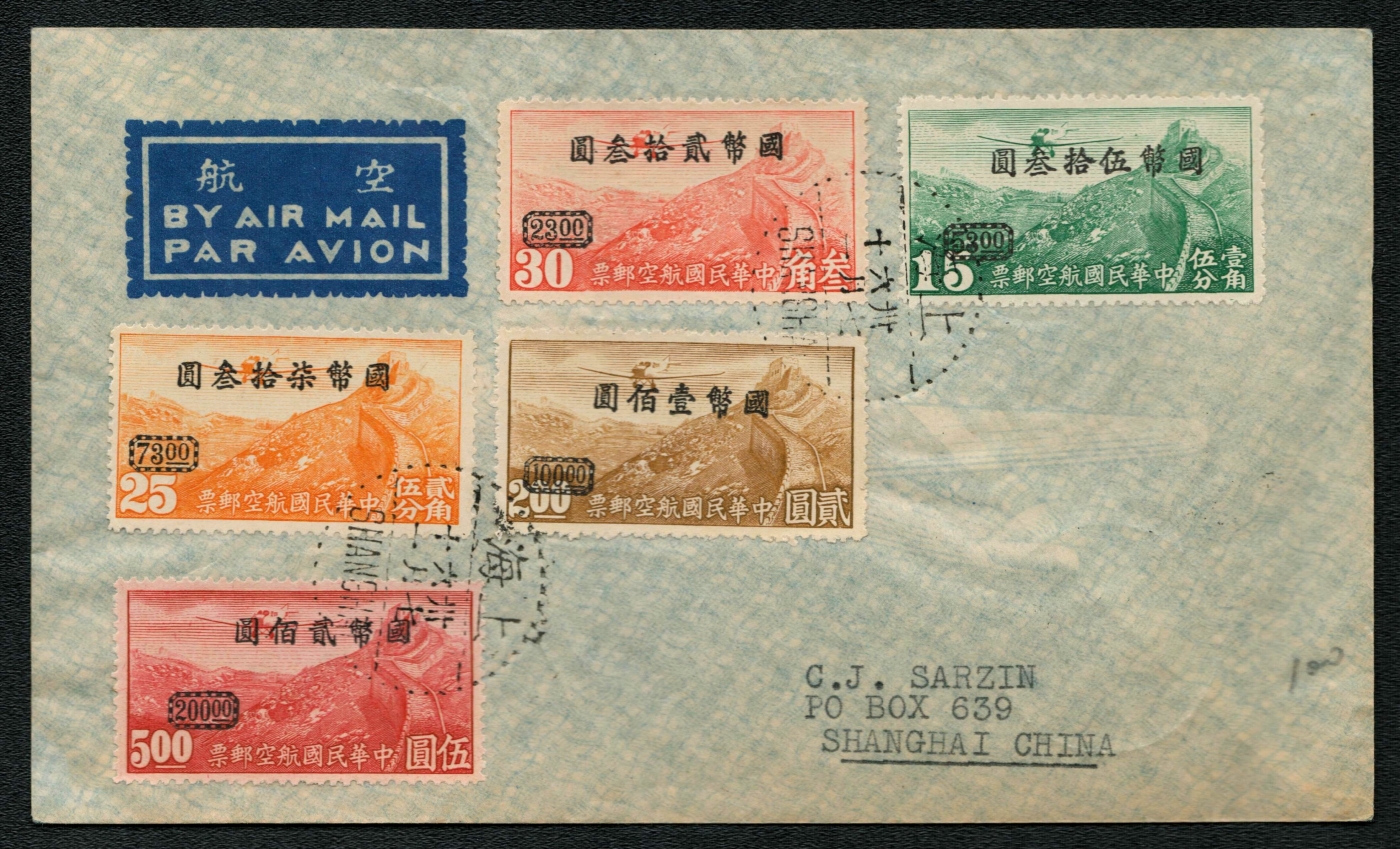 航空
BY AIR MAIL
PAR AVION
國幣貳拾叁圓
2300
30
中華民國航空郵票
叁角
國幣伍拾叁圓
5300
15
中華民國航空郵票
壹角
伍分
國幣柒拾叁圓
7300
25
中華民國航空郵票
貳角
伍分
國幣壹佰圓
10000
2.00
中華民國航空郵票
貳圓
國幣貳佰圓
20000
500
中華民國航空郵票
伍圓
上海
SHANGH
C.J. SARZIN
PO BOX 639
SHANGHAI CHINA